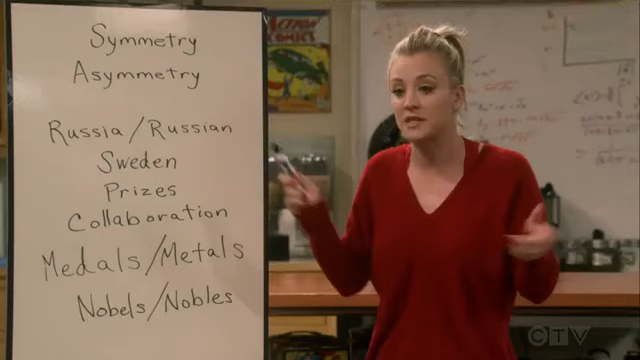 Symmetry
Asymmetry
Russia/Russian
Sweden
Prizes
Collaboration
Medals/Metals
Nobels/Nobles
ACTION COMICS
CTV